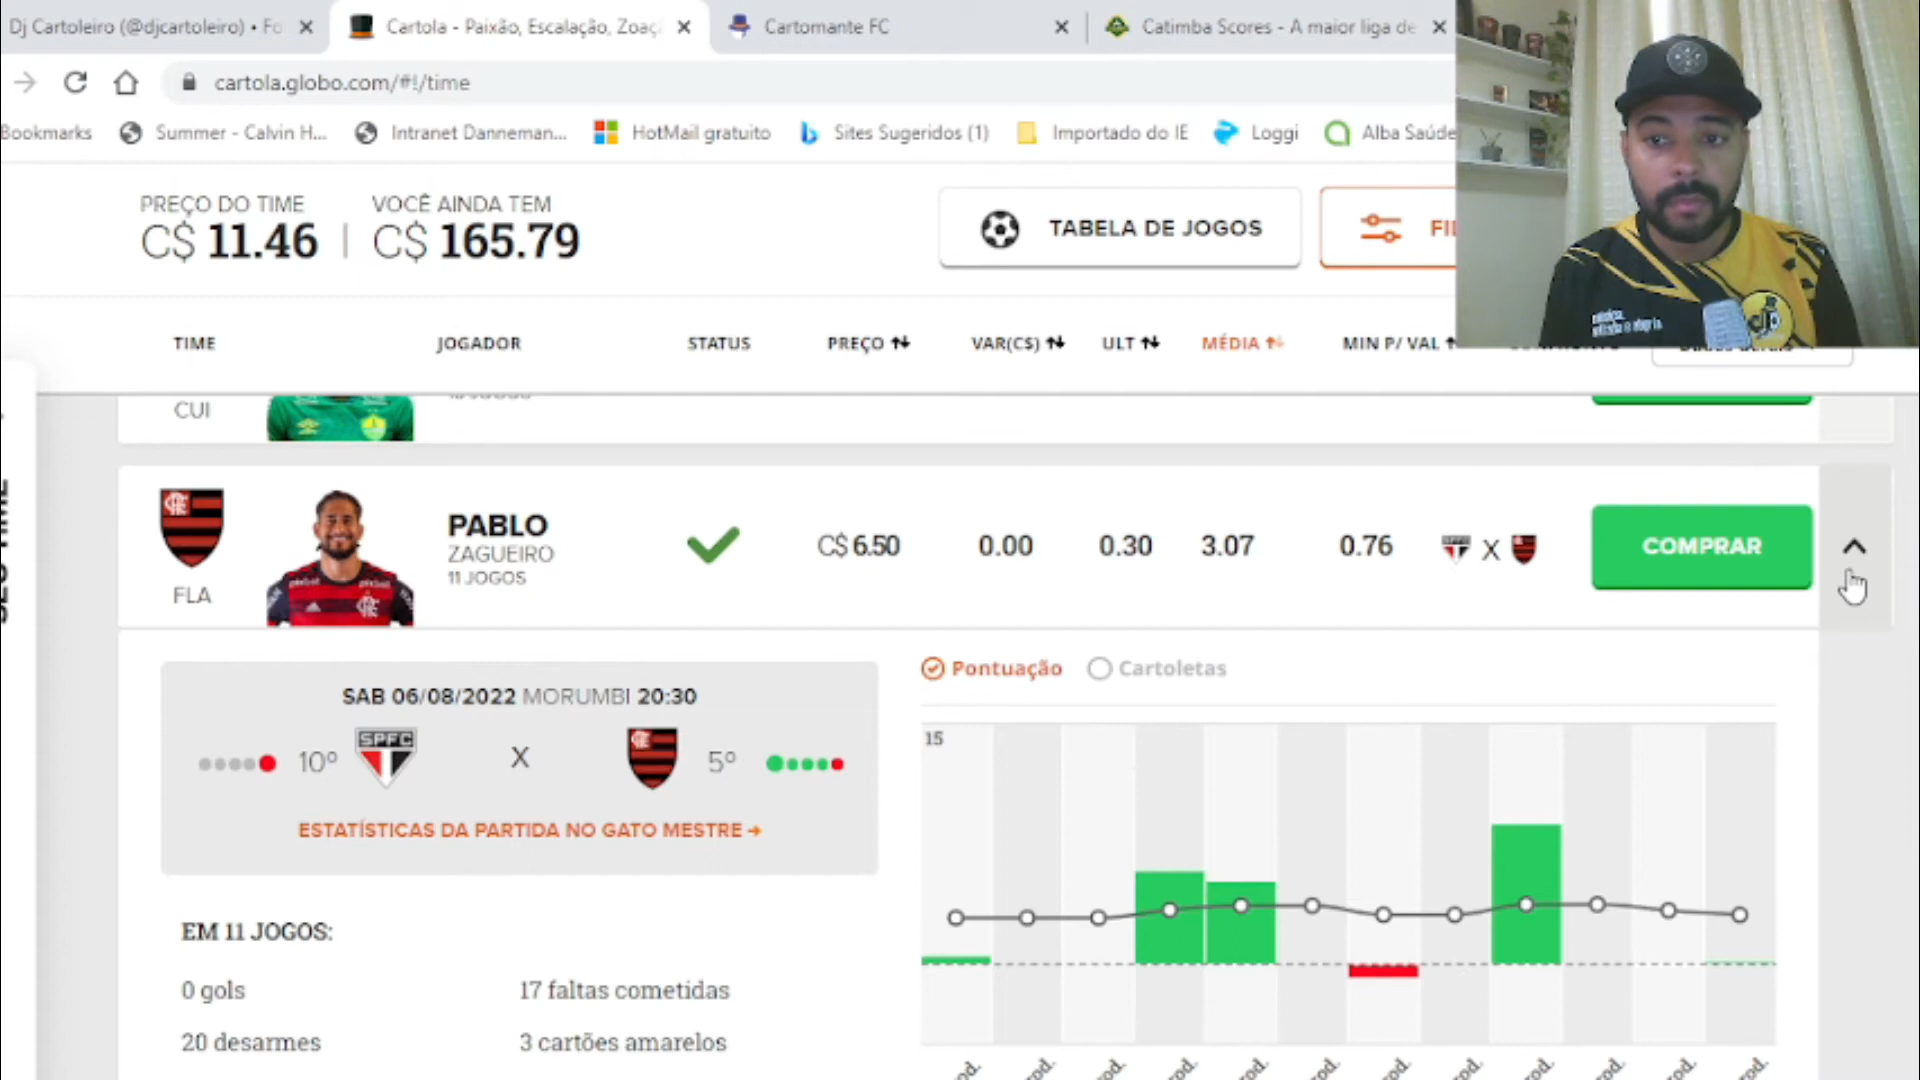 Dj Cartoleiro (@djcartoleiro) • Fo
Cartola - Paixão, Escalação, Zoaç
Cartomante FC
Catimba Scores - A maior liga de
cartola.globo.com/#!/time
Bookmarks
Summer - Calvin H...
Intranet Danneman...
HotMail gratuito
Sites Sugeridos (1)
Importado do IE
Loggi
Alba Saúde
PREÇO DO TIME
C$ 11.46
VOCÊ AINDA TEM
C$ 165.79
TABELA DE JOGOS
FIL
TIME
JOGADOR
STATUS
PREÇO
VAR(C$)
ULT
MÉDIA
MIN P/ VAL
CUI
FLA
PABLO
ZAGUEIRO
11 JOGOS
C$ 6.50
0.00
0.30
3.07
0.76
X
COMPRAR
SAB 06/08/2022 MORUMBI 20:30
10º
SPFC
X
5º
ESTATÍSTICAS DA PARTIDA NO GATO MESTRE
EM 11 JOGOS:
0 gols
17 faltas cometidas
20 desarmes
3 cartões amarelos
Pontuação
Cartoletas
15